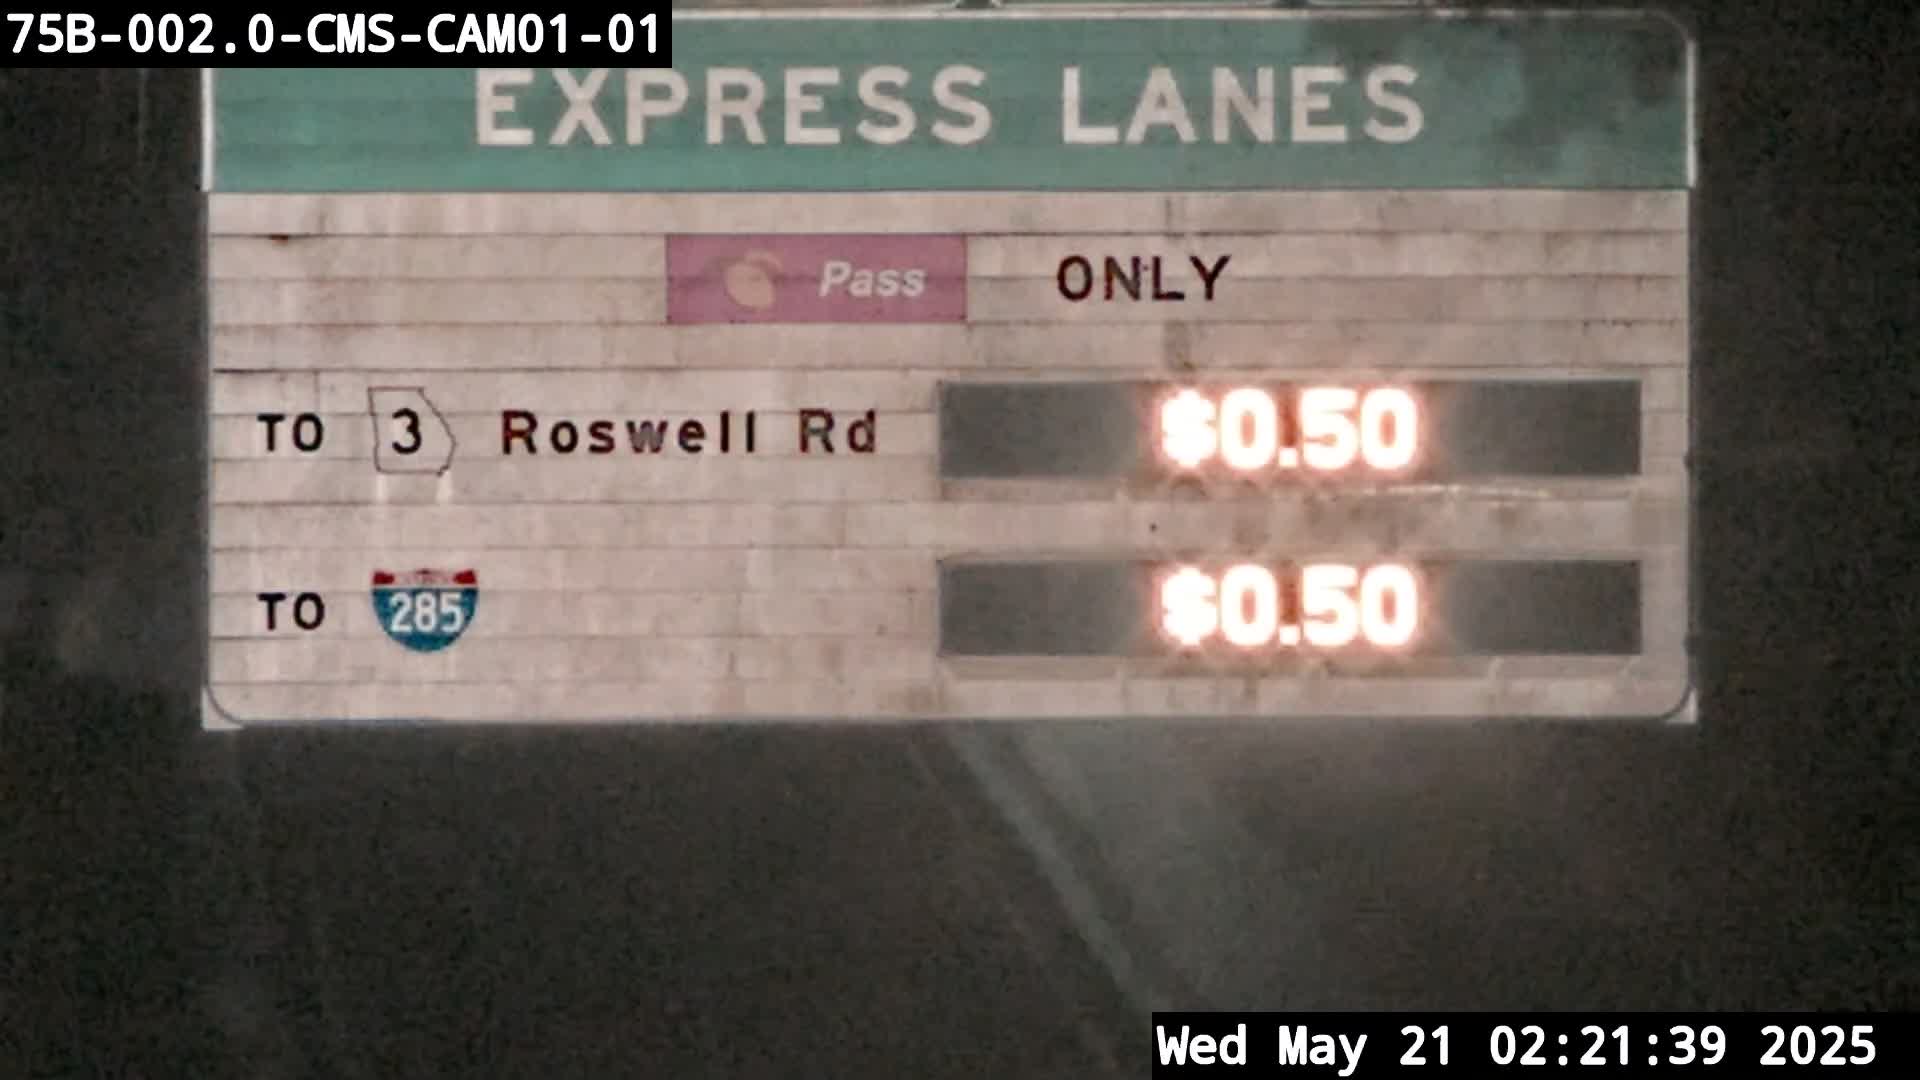 75B-002.0-CMS-CAM01-01
EXPRESS LANES
Pass ONLY
TO 3 Roswell Rd $0.50
TO 285 $0.50
Wed May 21 02:21:39 2025